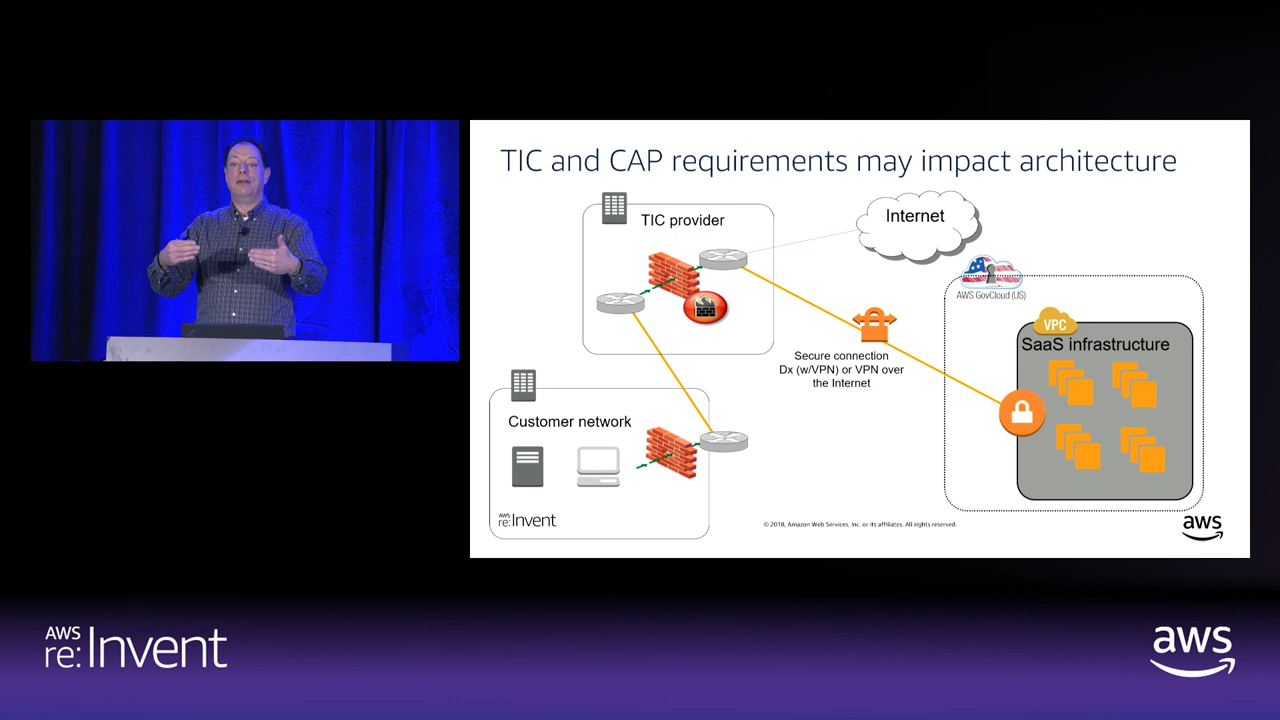 TIC and CAP requirements may impact architecture
TIC provider
Internet
AWS GovCloud (US)
VPC
SaaS infrastructure
Secure connection
Dx (w/VPN) or VPN over
the Internet
Customer network
AWS
re:Invent
© 2018, Amazon Web Services, Inc. or its affiliates. All rights reserved.
aws
AWS
re:Invent
aws